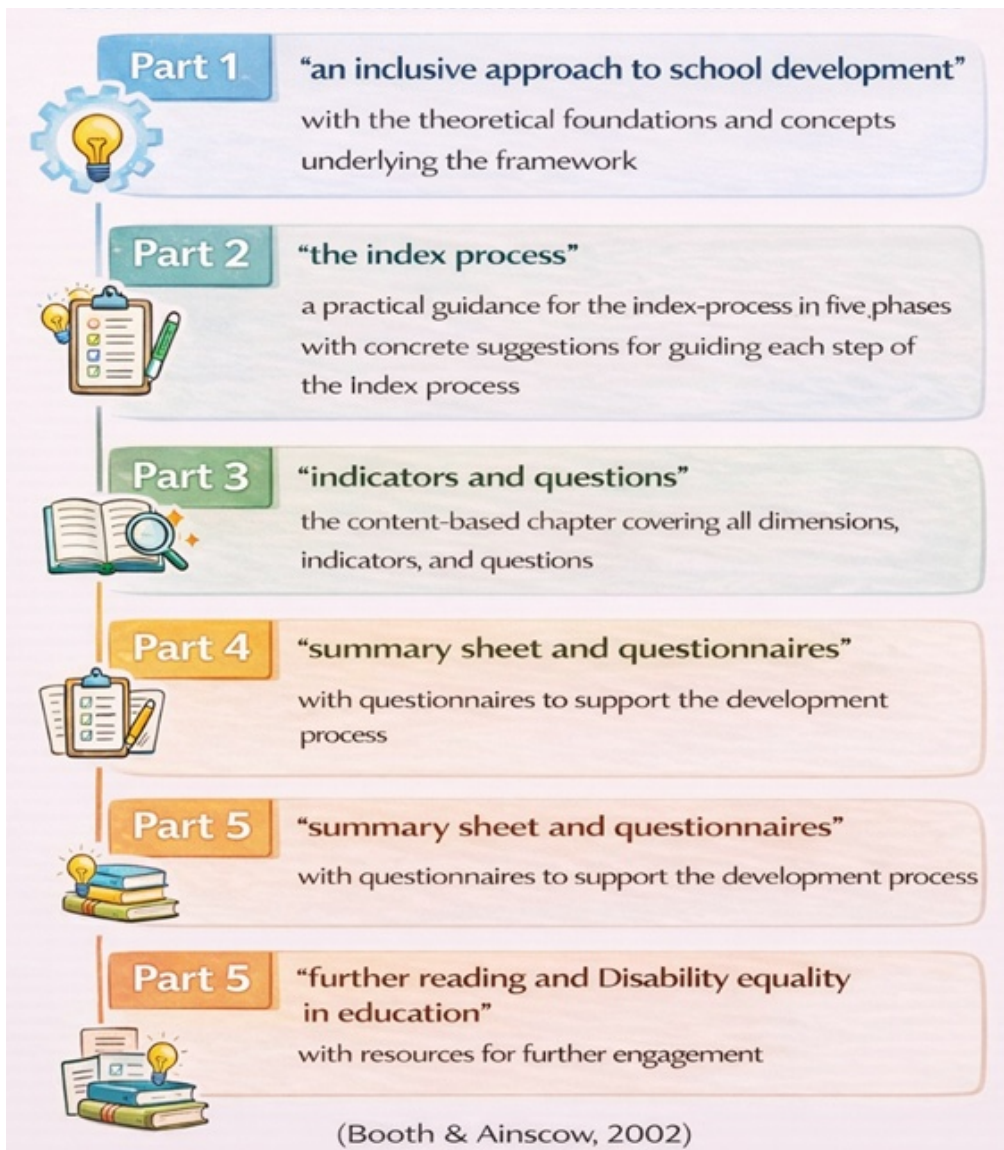 Part 1
“an inclusive approach to school development”
with the theoretical foundations and concepts
underlying the framework
Part 2
“the index process”
a practical guidance for the index-process in five phases
with concrete suggestions for guiding each step of
the index process
Part 3
“indicators and questions”
the content-based chapter covering all dimensions,
indicators, and questions
Part 4
“summary sheet and questionnaires”
with questionnaires to support the development
process
Part 5
“summary sheet and questionnaires”
with questionnaires to support the development process
Part 5
“further reading and Disability equality
in education”
with resources for further engagement
(Booth & Ainscow, 2002)